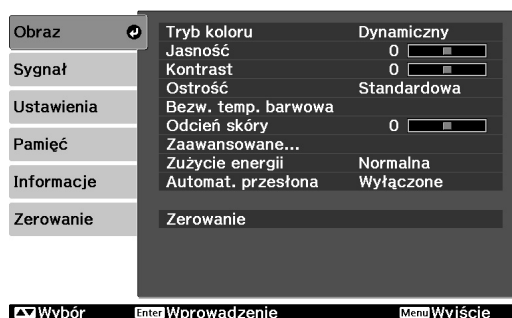 Obraz
Sygnał
Ustawienia
Pamięć
Informacje
Zerowanie
Tryb koloru Dynamiczny
Jasność 0
Kontrast 0
Ostrość Standardowa
Bezw. temp. barwowa
Odcień skóry 0
Zaawansowane...
Zużycie energii Normalna
Automat. przesłona Wyłączone
Zerowanie
Wybór Enter Wprowadzenie Menu Wyjście